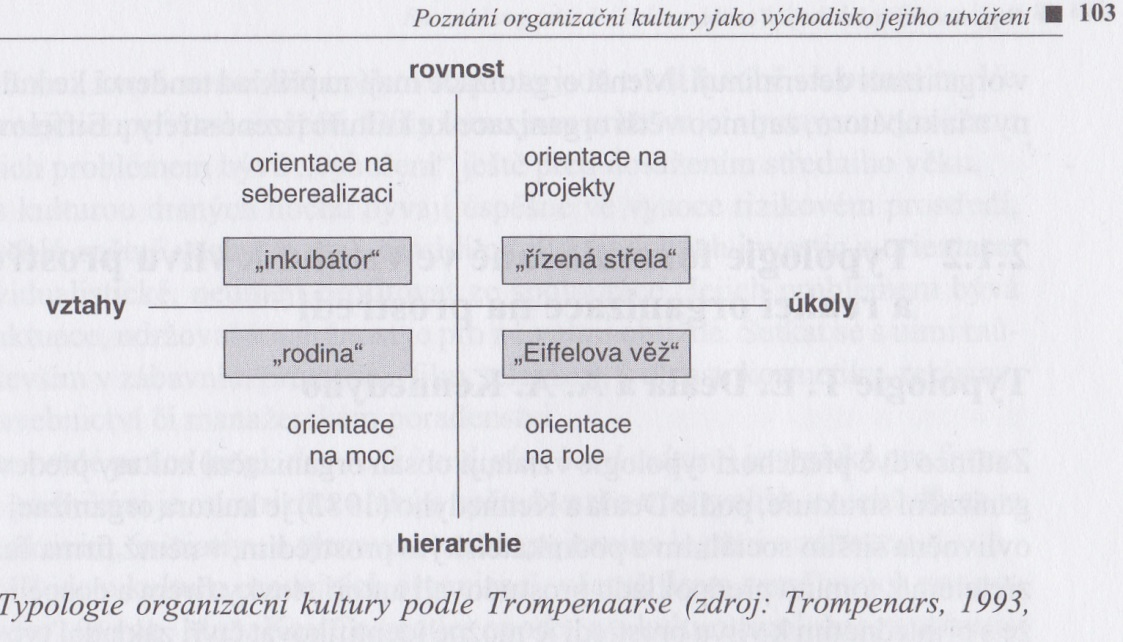 Poznání organizační kultury jako východisko jejího utváření ■ 103
rovnost
orientace na
seberealizaci
orientace na
projekty
„inkubátor“
„řízená střela“
vztahy
úkoly
„rodina“
„Eiffelova věž“
orientace
na moc
orientace
na role
hierarchie
Typologie organizační kultury podle Trompenaarse (zdroj: Trompenars, 1993,